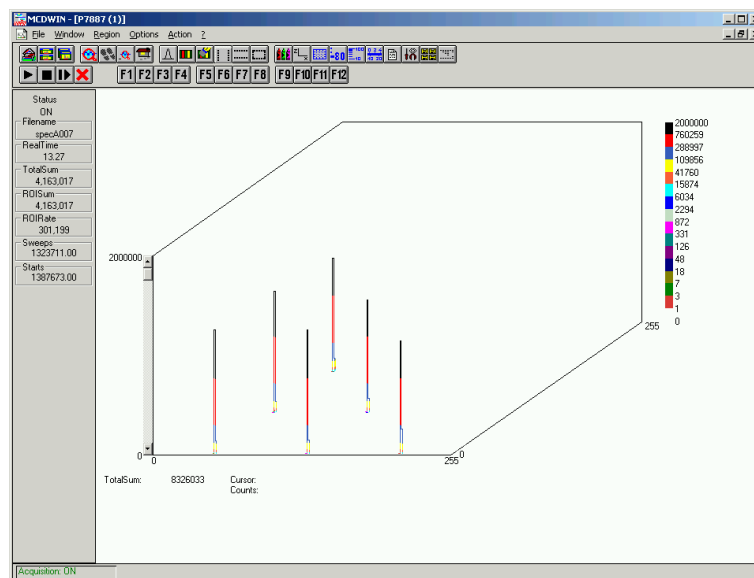 MCDWIN - [P7887 (1)]
File Window Region Options Action ?
F1 F2 F3 F4 F5 F6 F7 F8 F9 F10 F11 F12
Status
ON
Filename
specA007
RealTime
13.27
TotalSum
4,163,017
ROISum
4,163,017
ROIRate
301,199
Sweeps
1323711.00
Starts
1387673.00
2000000
0
0
255
0
255
2000000
760259
288997
109856
41760
15874
6034
2294
872
331
126
48
18
7
3
1
0
TotalSum: 8326033 Cursor:
Counts:
Acquisition: ON